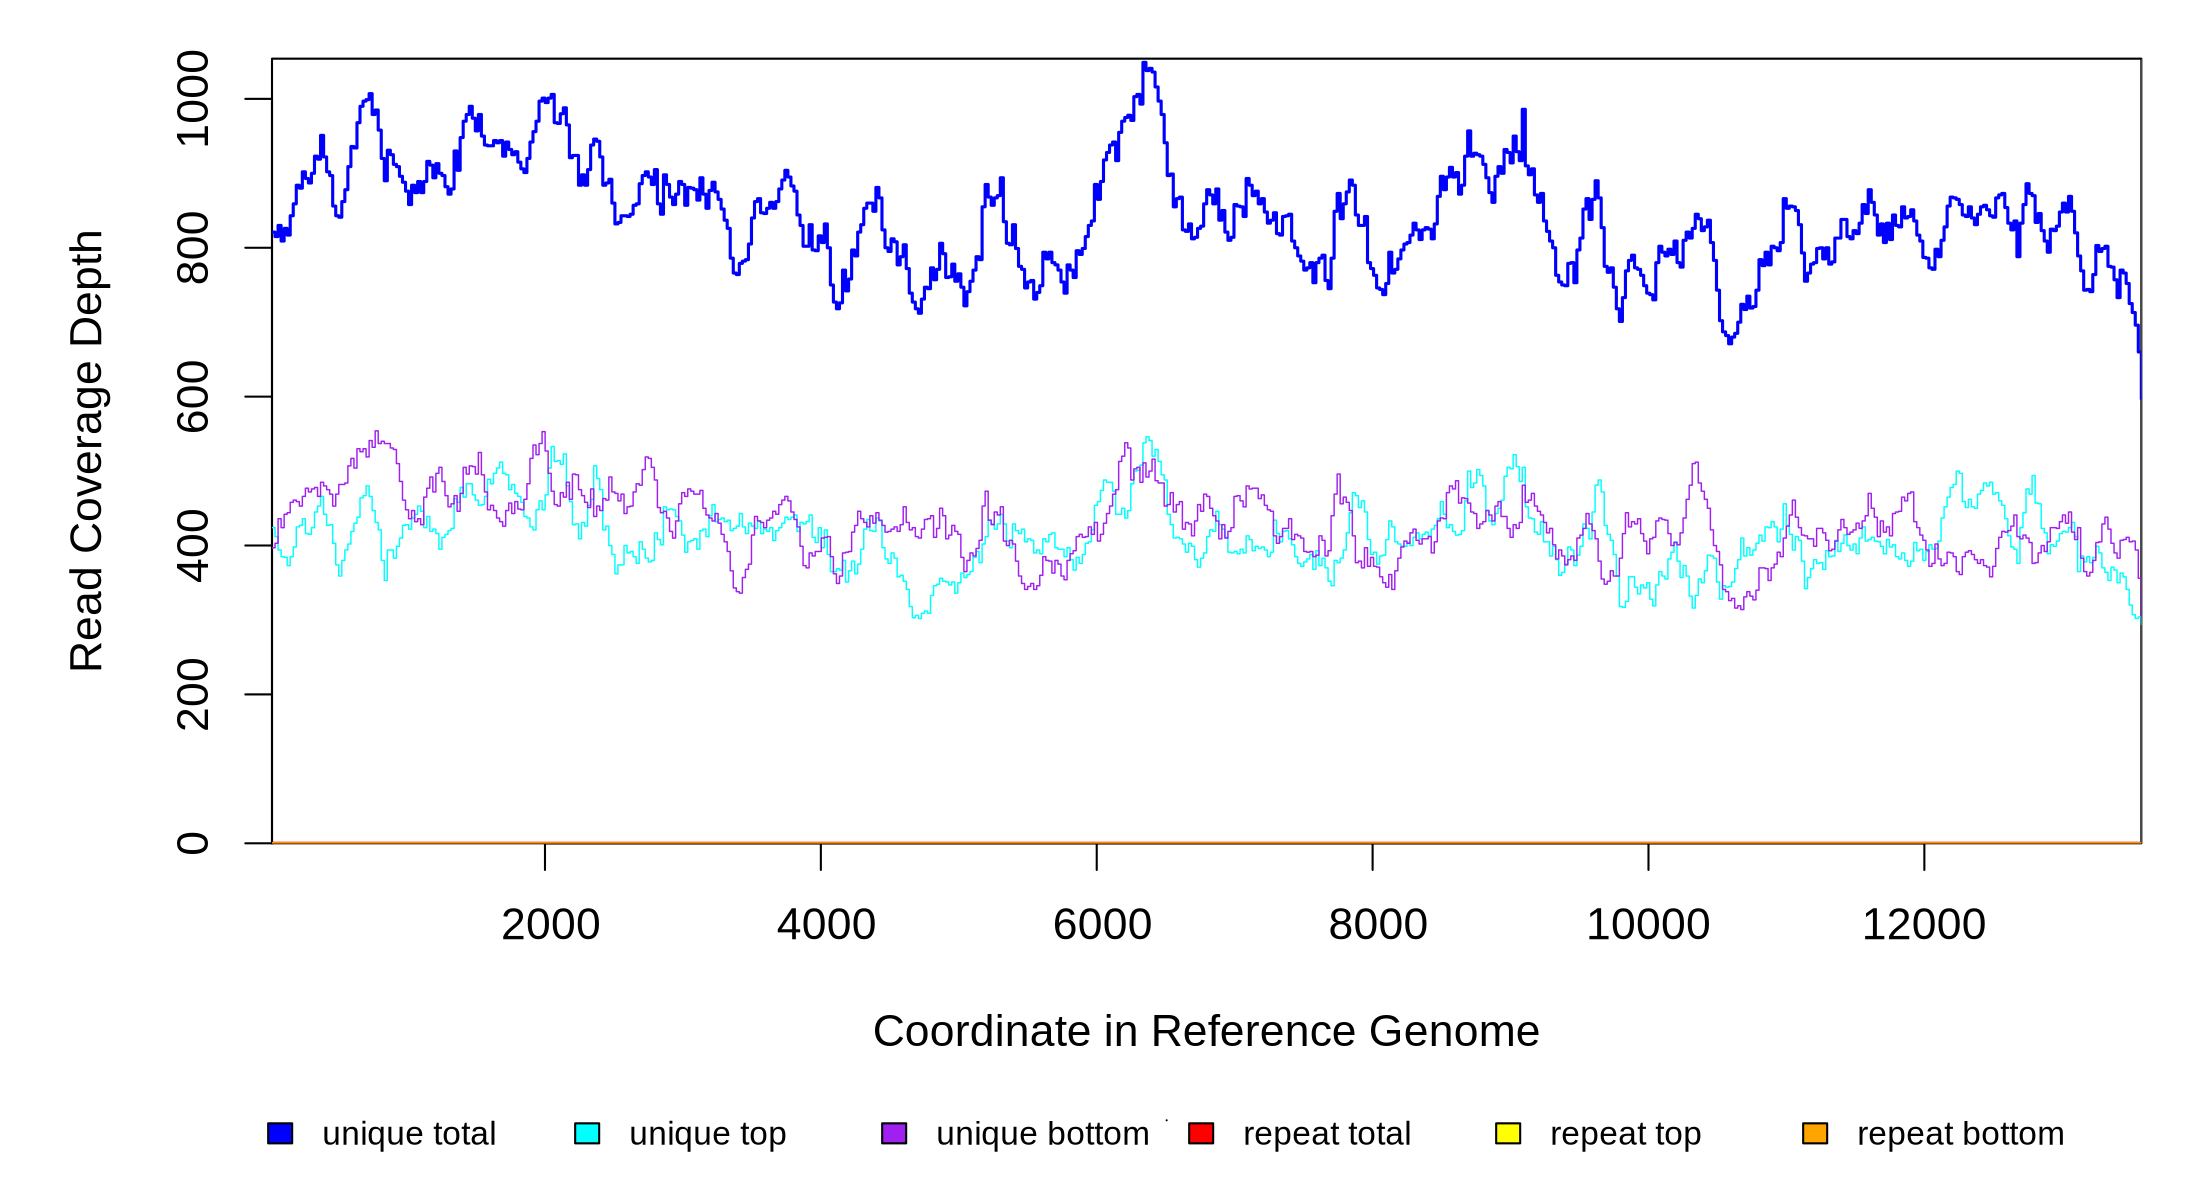 Read Coverage Depth
1000
800
600
400
200
0
2000 4000 6000 8000 10000 12000
Coordinate in Reference Genome
unique total unique top unique bottom repeat total repeat top repeat bottom